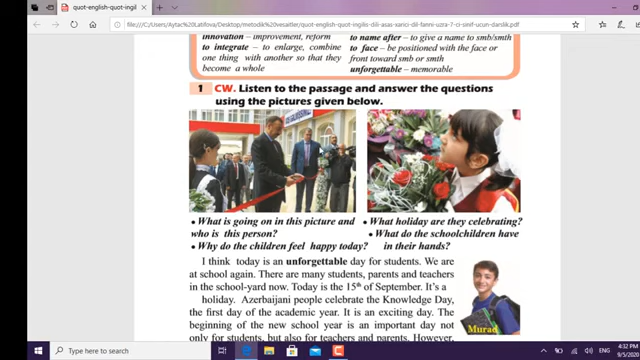 quot-english-quot-ingil
file:///C:/Users/Aytac%20Latifova/Desktop/metodik%20vesaitler/quot-english-quot-ingilis-dili-asas-xarici-dil-fanni-uzra-7-ci-sinif-ucun-darslik.pdf
innovation – improvement, reform
to integrate – to enlarge, combine
one thing with another so that they
become a whole
to name after – to give a name to smb/smth
to face – be positioned with the face or
front toward smb or smth
unforgettable – memorable
1 CW. Listen to the passage and answer the questions
using the pictures given below.
• What is going on in this picture and
who is this person?
• Why do the children feel happy today?
• What holiday are they celebrating?
• What do the schoolchildren have
in their hands?
I think today is an unforgettable day for students. We are
at school again. There are many students, parents and teachers
in the school-yard now. Today is the 15th of September. It's a
holiday. Azerbaijani people celebrate the Knowledge Day,
the first day of the academic year. It is an exciting day. The
beginning of the new school year is an important day not
only for students, but also for teachers and parents. However,
Murad
Type here to search
4:32 PM
9/5/2020